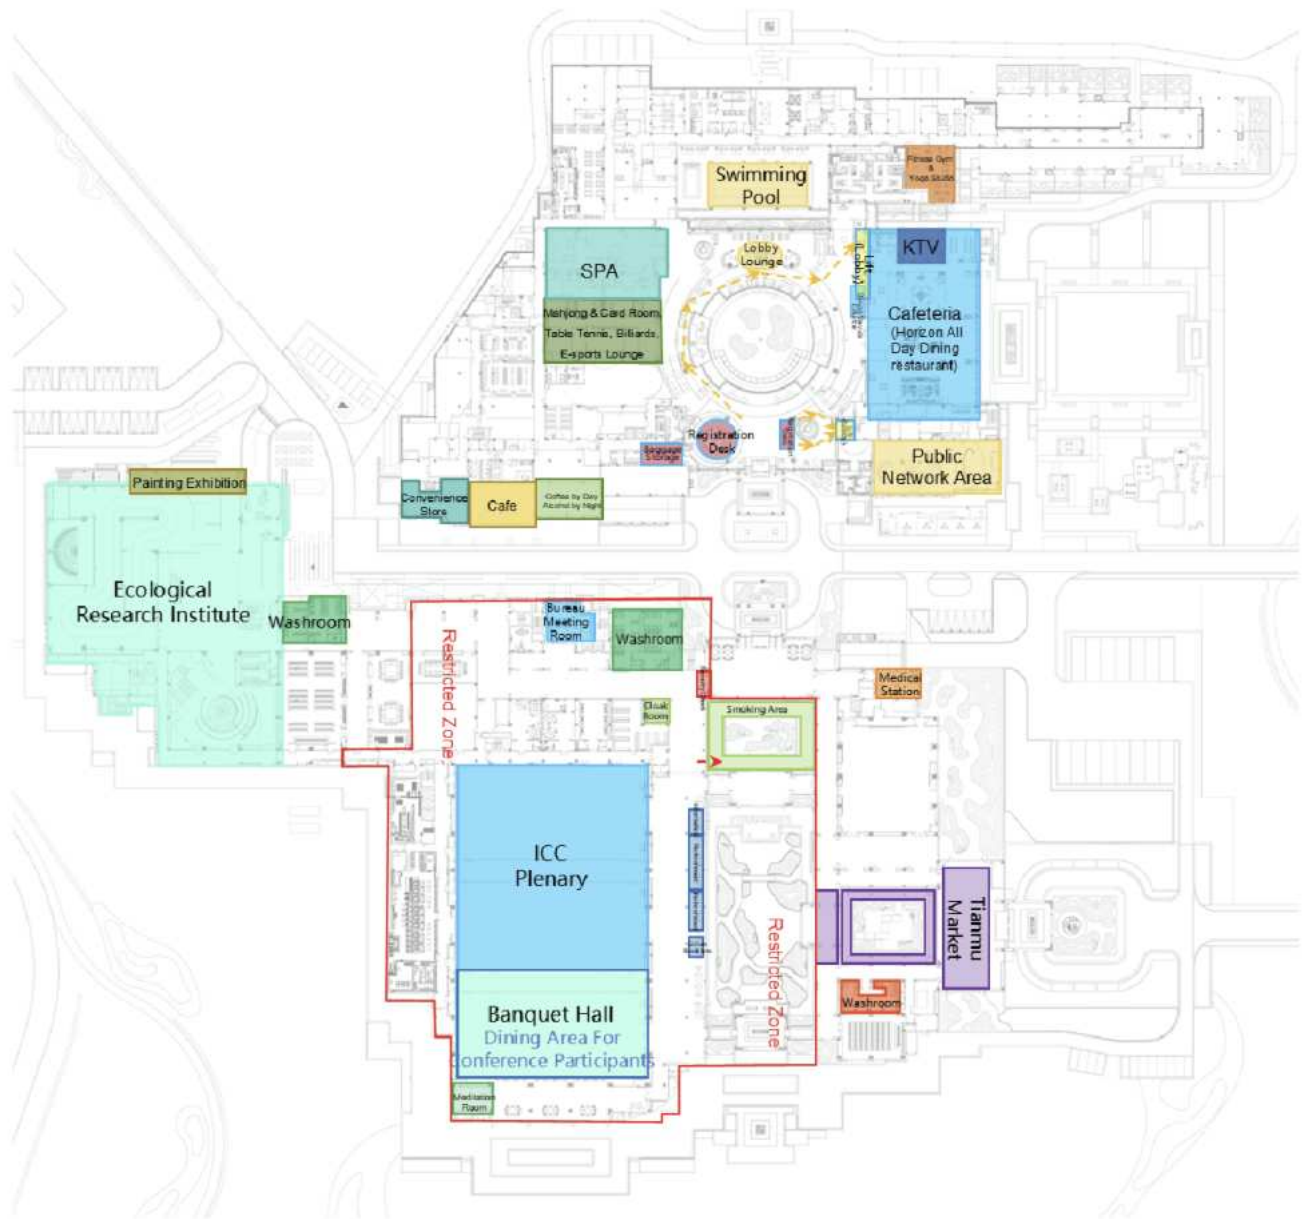 Fitness Gym
&
Yoga Studio
Swimming
Pool
Lobby
Lounge
Lift
(Lobby)
KTV
SPA
Cafeteria
(Horizon All
Day Dining
restaurant)
Mahjong & Card Room,
Table Tennis, Billiards,
E-sports Lounge
Registration
Desk
Baggage
Storage
Public
Network Area
Painting Exhibition
Convenience
Store
Cafe
Coffee by Day
Alcohol by Night
Ecological
Research Institute
Washroom
Bureau
Meeting
Room
Washroom
Restricted Zone
Medical
Station
Cloak
Room
Smoking Area
ICC
Plenary
Tianmu
Market
Restricted Zone
Washroom
Banquet Hall
Dining Area For
Conference Participants
Meditation
Room